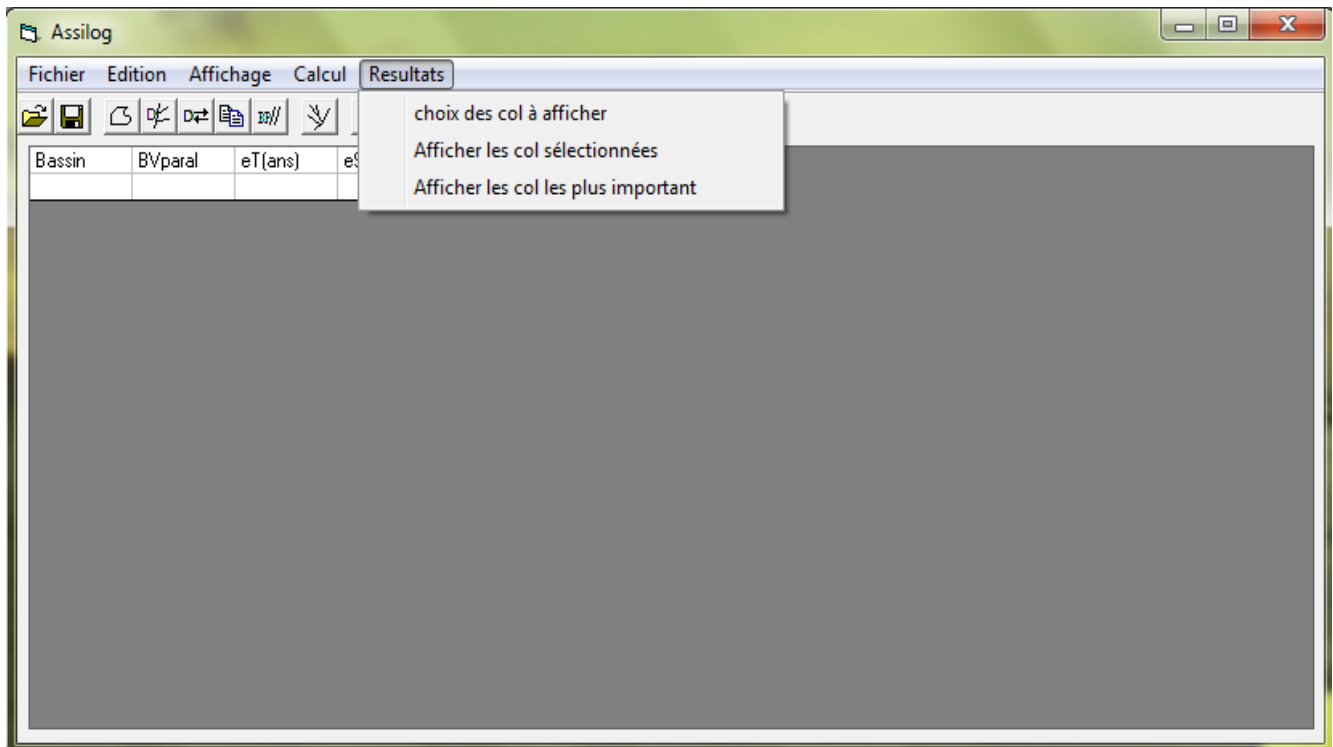 Assilog
Fichier Edition Affichage Calcul Resultats
choix des col à afficher
Afficher les col sélectionnées
Afficher les col les plus important
Bassin BVparal eT(ans)